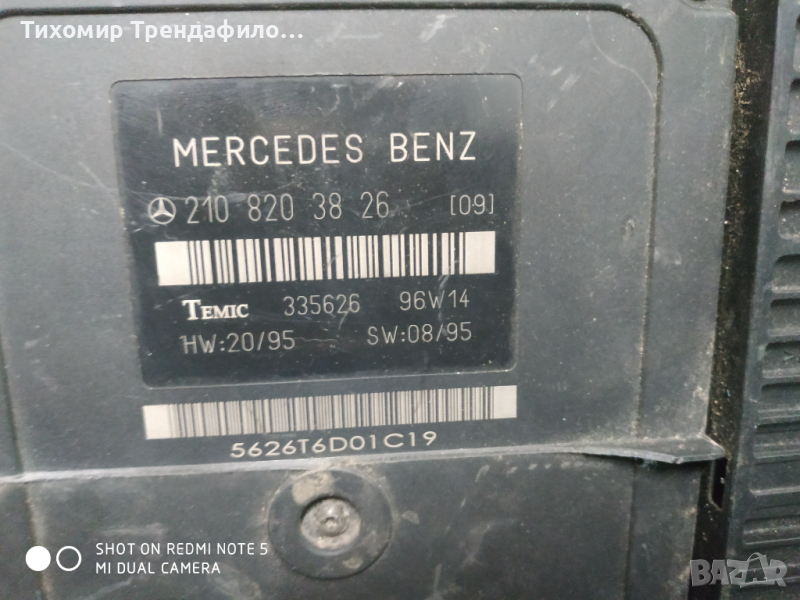 Тихомир Трендафило...
MERCEDES BENZ
210 820 38 26 [09]
TEMIC 335626 96W14
HW:20/95 SW:08/95
5626T6D01C19
SHOT ON REDMI NOTE 5
MI DUAL CAMERA
BAZAR